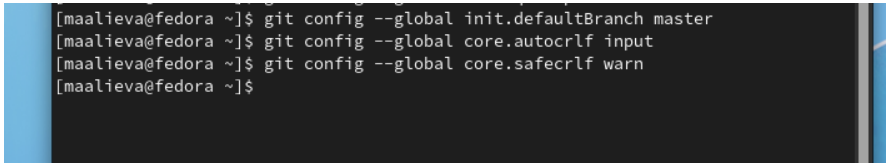 [maalieva@fedora ~]$ git config --global init.defaultBranch master
[maalieva@fedora ~]$ git config --global core.autocrlf input
[maalieva@fedora ~]$ git config --global core.safecrlf warn
[maalieva@fedora ~]$